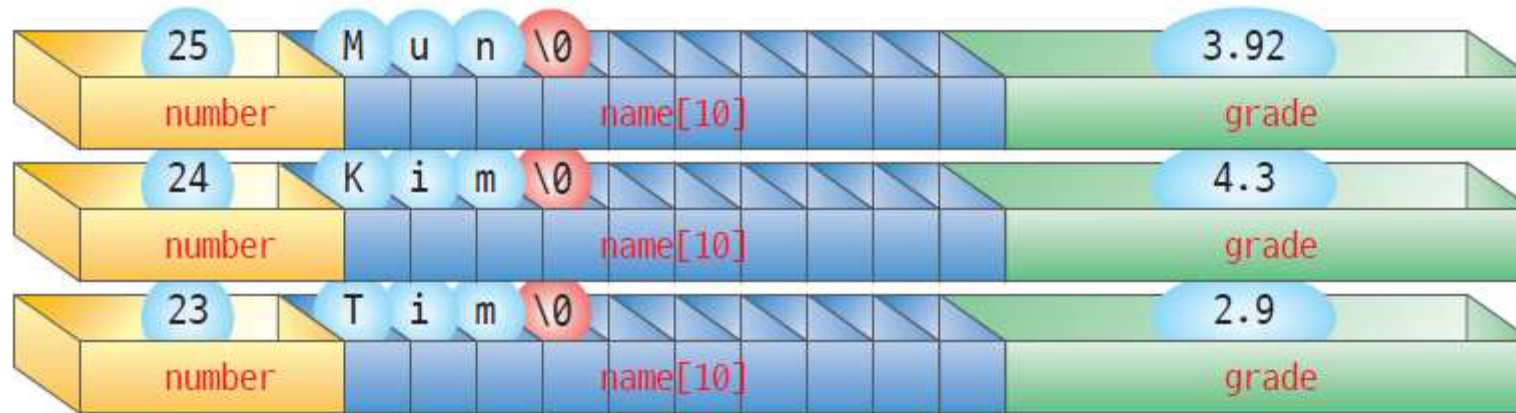 25 M u n \0 3.92
number name[10] grade
24 K i m \0 4.3
number name[10] grade
23 T i m \0 2.9
number name[10] grade